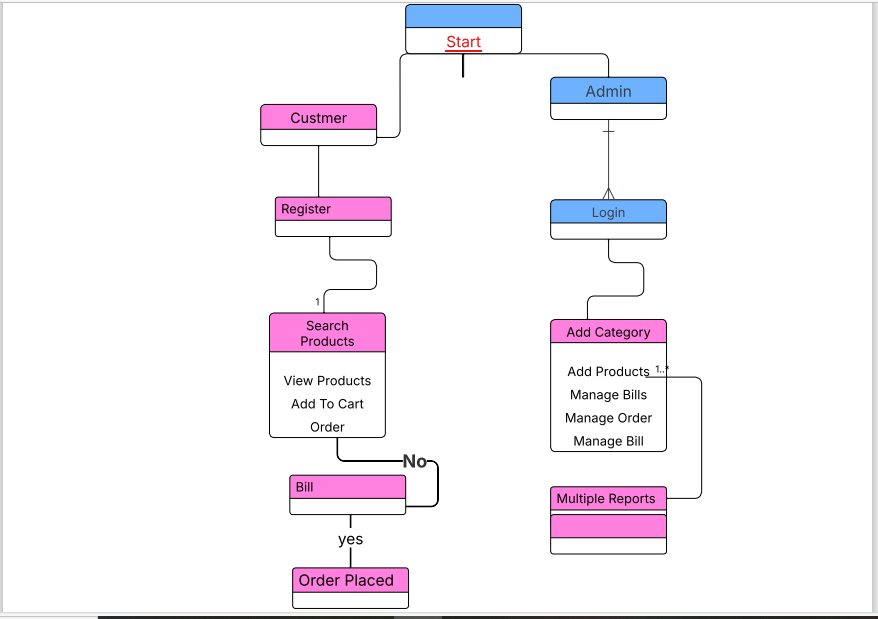 Start
Admin
Custmer
Register
Login
1
Search
Products
View Products
Add To Cart
Order
Add Category
Add Products 1..*
Manage Bills
Manage Order
Manage Bill
No
Bill
yes
Order Placed
Multiple Reports